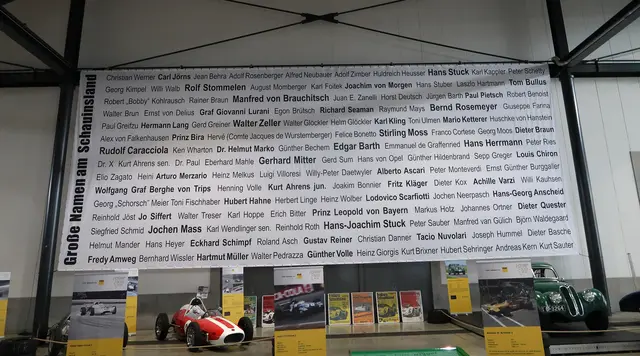 Große Namen am Schauinsland
Christian Werner Carl Jörns Jean Behra Adolf Rosenberger Alfred Neubauer Adolf Zimber Huldreich Heusser Hans Stuck Karl Kappler Peter Schetty
Georg Kimpel Willi Walb Rolf Stommelen August Momberger Karl Foitek Joachim von Morgen Hans Stuber Laszlo Hartmann Tom Bullus
Robert „Bobby“ Kohlrausch Rainer Braun Manfred von Brauchitsch Juan E. Zanelli Horst Deutsch Jürgen Barth Paul Pietsch Robert Benoist
Walter Brun Ernst von Delius Graf Giovanni Lurani Egon Brütsch Richard Seaman Raymond Mays Bernd Rosemeyer Giuseppe Farina
Paul Greifzu Hermann Lang Gerd Greiner Walter Zeller Walter Glöckler Helm Glöckler Karl Kling Toni Ulmen Mario Ketterer Huschke von Hanstein
Alex von Falkenhausen Prinz Bira Hervé (Comte Jacques de Wurstemberger) Felice Bonetto Stirling Moss Franco Cortese Georg Moos Dieter Braun
Rudolf Caracciola Ken Wharton Dr. Helmut Marko Günther Bechem Edgar Barth Emanuel de Graffenried Hans Herrmann Peter Ries
Dr. X Kurt Ahrens sen. Dr. Paul Eberhard Mahle Gerhard Mitter Gerd Sum Hans von Opel Günther Hildenbrand Sepp Greger Louis Chiron
Elio Zagato Heini Arturo Merzario Heinz Melkus Luigi Villoresi Willy-Peter Daetwyler Alberto Ascari Peter Monteverdi Ernst Günther Burggaller
Wolfgang Graf Berghe von Trips Henning Volle Kurt Ahrens jun. Joakim Bonnier Fritz Kläger Dieter Kox Achille Varzi Willi Kauhsen
Georg „Schorsch“ Meier Toni Fischhaber Hubert Hahne Herbert Linge Heinz Wolber Ludovico Scarfiotti Jochen Neerpasch Hans-Georg Anscheid
Reinhold Jöst Jo Siffert Walter Treser Karl Hoppe Erich Bitter Prinz Leopold von Bayern Markus Hotz Johannes Ortner Dieter Quester
Siegfried Schmid Jochen Mass Karl Wendlinger sen. Reinhold Roth Hans-Joachim Stuck Peter Sauber Manfred van Gülich Björn Waldegaard
Helmut Mander Hans Heyer Eckhard Schimpf Roland Asch Gustav Reiner Christian Danner Tacio Nuvolari Joseph Hummel Dieter Basche
Fredy Amweg Bernhard Wissler Hartmut Müller Walter Pedrazza Günther Volle Heinz Giorgis Kurt Brixner Hubert Sehringer Andreas Kern Kurt Sauter